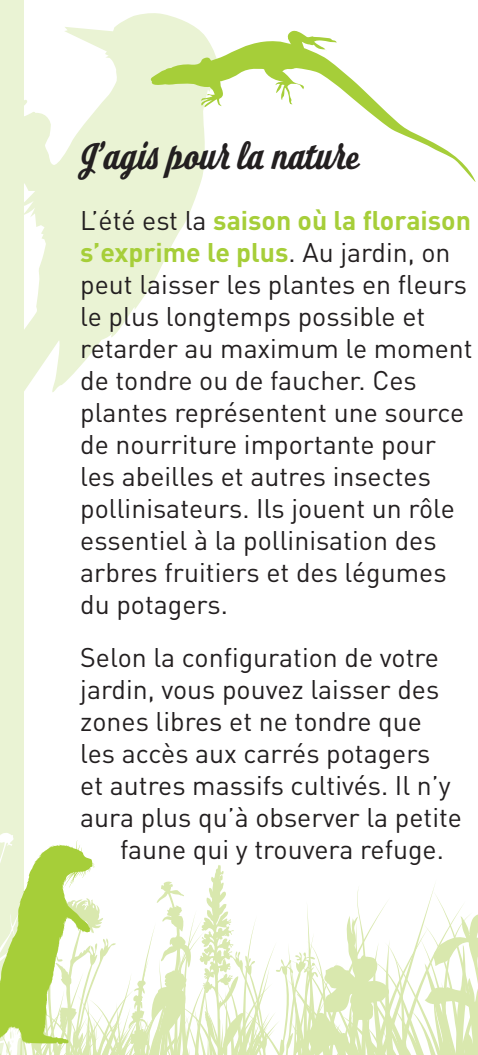 J'agis pour la nature
L'été est la saison où la floraison
s'exprime le plus. Au jardin, on
peut laisser les plantes en fleurs
le plus longtemps possible et
retarder au maximum le moment
de tondre ou de faucher. Ces
plantes représentent une source
de nourriture importante pour
les abeilles et autres insectes
pollinisateurs. Ils jouent un rôle
essentiel à la pollinisation des
arbres fruitiers et des légumes
du potagers.
Selon la configuration de votre
jardin, vous pouvez laisser des
zones libres et ne tondre que
les accès aux carrés potagers
et autres massifs cultivés. Il n'y
aura plus qu'à observer la petite
faune qui y trouvera refuge.